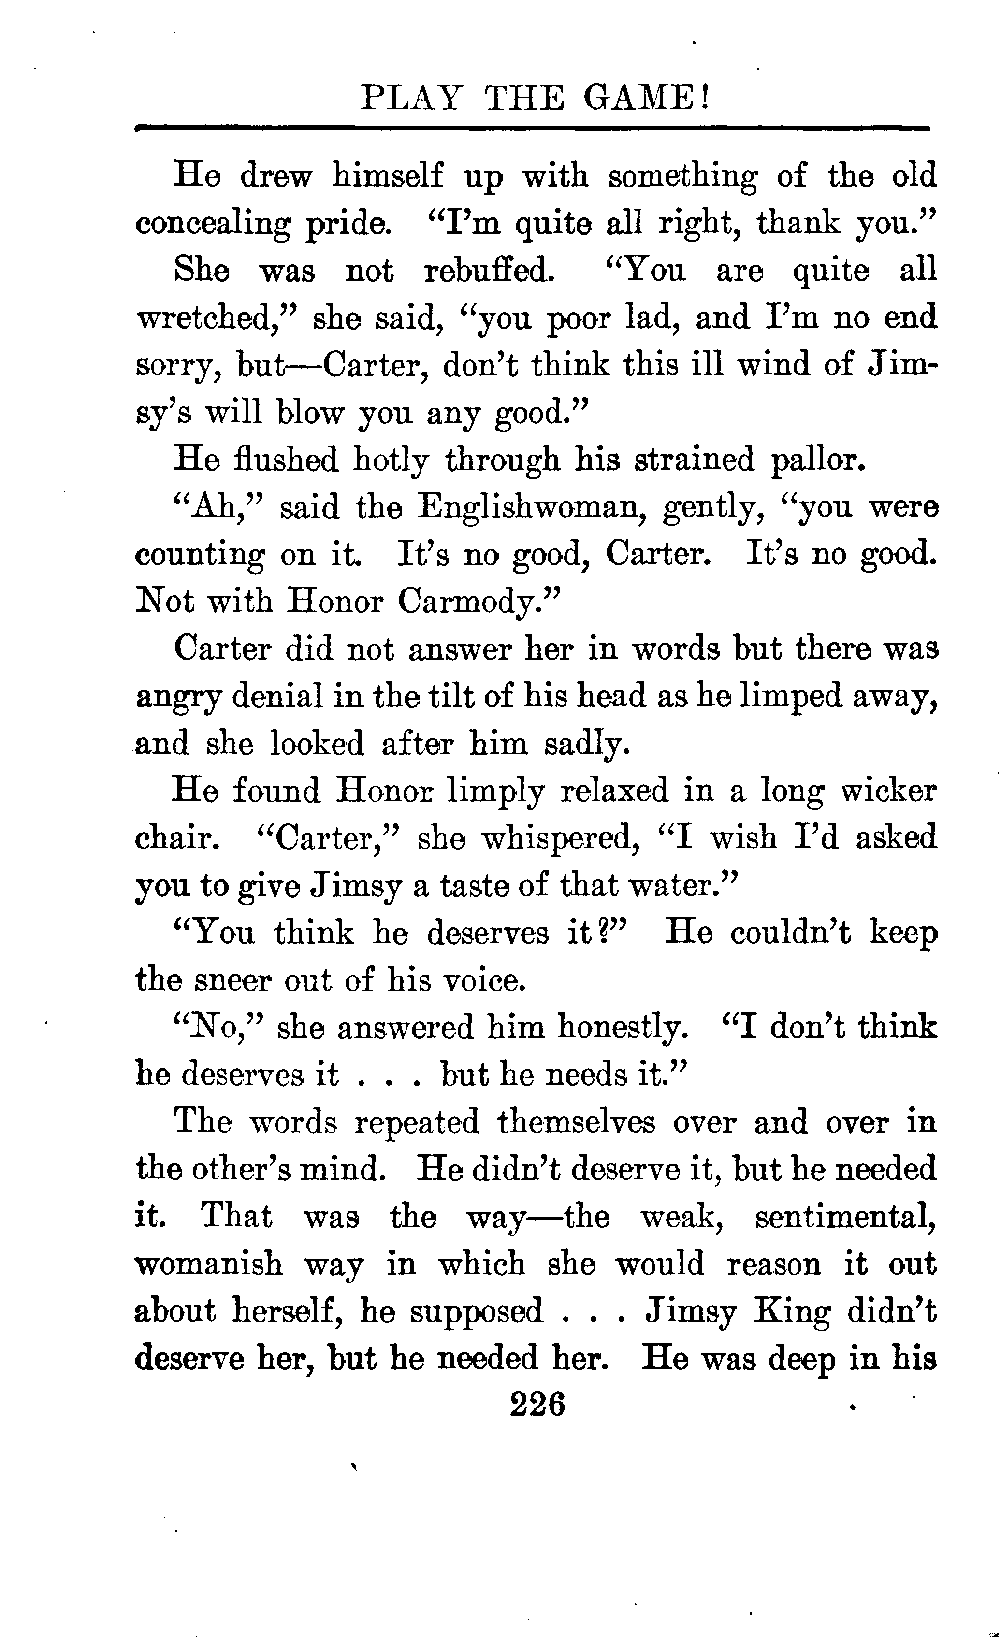 PLAY THE GAME!
He drew himself up with something of the old
concealing pride. “I’m quite all right, thank you.”
She was not rebuffed. “You are quite all
wretched,” she said, “you poor lad, and I’m no end
sorry, but—Carter, don’t think this ill wind of Jim-
sy’s will blow you any good.”
He flushed hotly through his strained pallor.
“Ah,” said the Englishwoman, gently, “you were
counting on it. It’s no good, Carter. It’s no good.
Not with Honor Carmody.”
Carter did not answer her in words but there was
angry denial in the tilt of his head as he limped away,
and she looked after him sadly.
He found Honor limply relaxed in a long wicker
chair. “Carter,” she whispered, “I wish I’d asked
you to give Jimsy a taste of that water.”
“You think he deserves it?” He couldn’t keep
the sneer out of his voice.
“No,” she answered him honestly. “I don’t think
he deserves it . . . but he needs it.”
The words repeated themselves over and over in
the other’s mind. He didn’t deserve it, but he needed
it. That was the way—the weak, sentimental,
womanish way in which she would reason it out
about herself, he supposed . . . Jimsy King didn’t
deserve her, but he needed her. He was deep in his
226